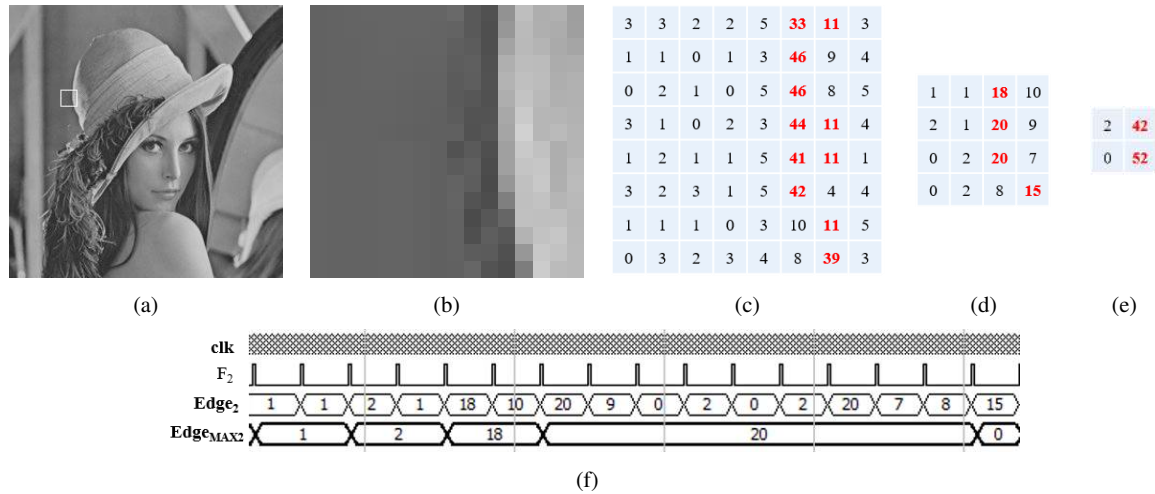 3 3 2 2 5 33 11 3
1 1 0 1 3 46 9 4
0 2 1 0 5 46 8 5
3 1 0 2 3 44 11 4
1 2 1 1 5 41 11 1
3 2 3 1 5 42 4 4
1 1 1 0 3 10 11 5
0 3 2 3 4 8 39 3
1 1 18 10
2 1 20 9
0 2 20 7
0 2 8 15
2 42
0 52
(a) (b) (c) (d) (e)
clk
F2
Edge2 1 1 2 1 18 10 20 9 0 2 0 2 20 7 8 15
EdgeMAX2 1 2 18 20 0
(f)